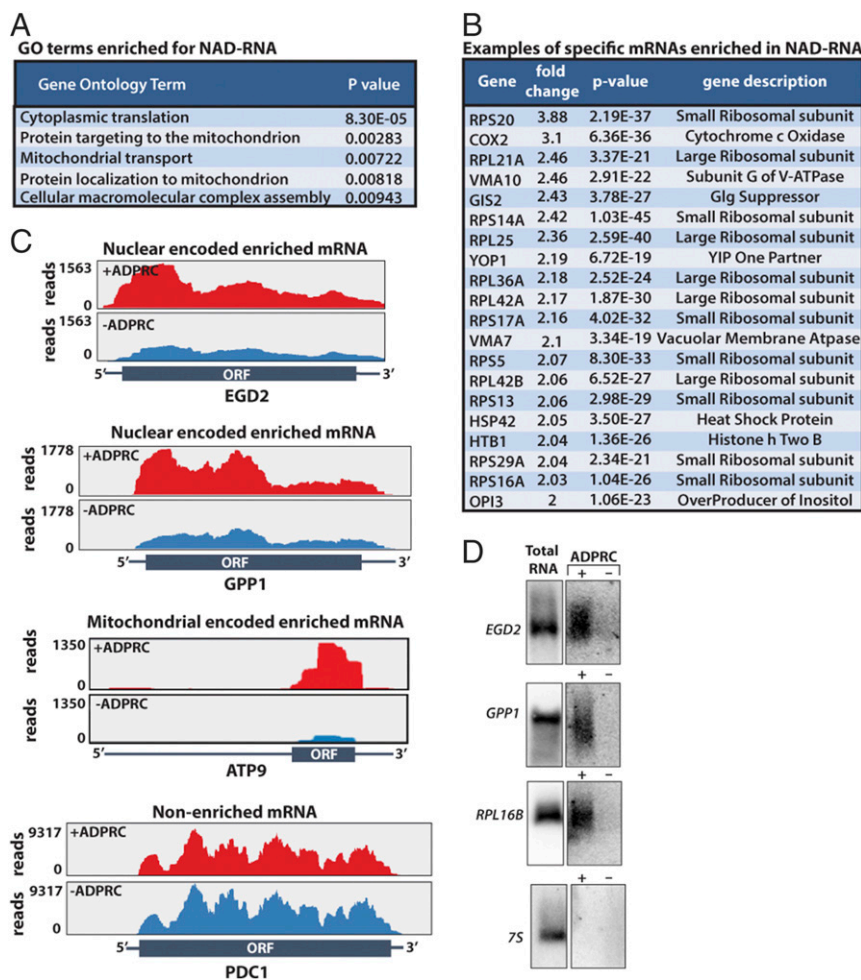 A
GO terms enriched for NAD-RNA
Gene Ontology Term P value
Cytoplasmic translation 8.30E-05
Protein targeting to the mitochondrion 0.00283
Mitochondrial transport 0.00722
Protein localization to mitochondrion 0.00818
Cellular macromolecular complex assembly 0.00943
B
Examples of specific mRNAs enriched in NAD-RNA
Gene fold change p-value gene description
RPS20 3.88 2.19E-37 Small Ribosomal subunit
COX2 3.1 6.36E-36 Cytochrome c Oxidase
RPL21A 2.46 3.37E-21 Large Ribosomal subunit
VMA10 2.46 2.91E-22 Subunit G of V-ATPase
GIS2 2.43 3.78E-27 GIg Suppressor
RPS14A 2.42 1.03E-45 Small Ribosomal subunit
RPL25 2.36 2.59E-40 Large Ribosomal subunit
YOP1 2.19 6.72E-19 YIP One Partner
RPL36A 2.18 2.52E-24 Large Ribosomal subunit
RPL42A 2.17 1.87E-30 Large Ribosomal subunit
RPS17A 2.16 4.02E-32 Small Ribosomal subunit
VMA7 2.1 3.34E-19 Vacuolar Membrane Atpase
RPS5 2.07 8.30E-33 Small Ribosomal subunit
RPL42B 2.06 6.52E-27 Large Ribosomal subunit
RPS13 2.06 2.98E-29 Small Ribosomal subunit
HSP42 2.05 3.50E-27 Heat Shock Protein
HTB1 2.04 1.36E-26 Histone h Two B
RPS29A 2.04 2.34E-21 Small Ribosomal subunit
RPS16A 2.03 1.04E-26 Small Ribosomal subunit
OPI3 2 1.06E-23 OverProducer of Inositol
C
Nuclear encoded enriched mRNA
reads 1563 0 +ADPRC
reads 1563 0 -ADPRC
5′ ORF 3′
EGD2
Nuclear encoded enriched mRNA
reads 1778 0 +ADPRC
reads 1778 0 -ADPRC
5′ ORF 3′
GPP1
Mitochondrial encoded enriched mRNA
reads 1350 0 +ADPRC
reads 1350 0 -ADPRC
5′ ORF 3′
ATP9
Non-enriched mRNA
reads 9317 0 +ADPRC
reads 9317 0 -ADPRC
5′ ORF 3′
PDC1
D
Total RNA ADPRC
+ −
EGD2
+ −
GPP1
+ −
RPL16B
+ −
7S